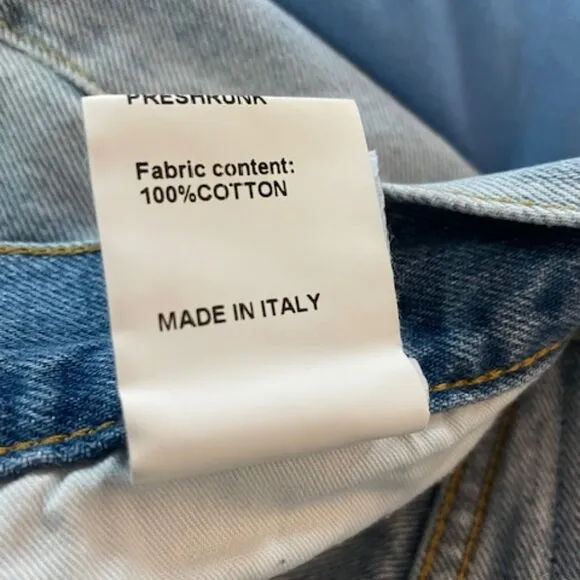 PRESHRUNK
Fabric content:
100%COTTON
MADE IN ITALY